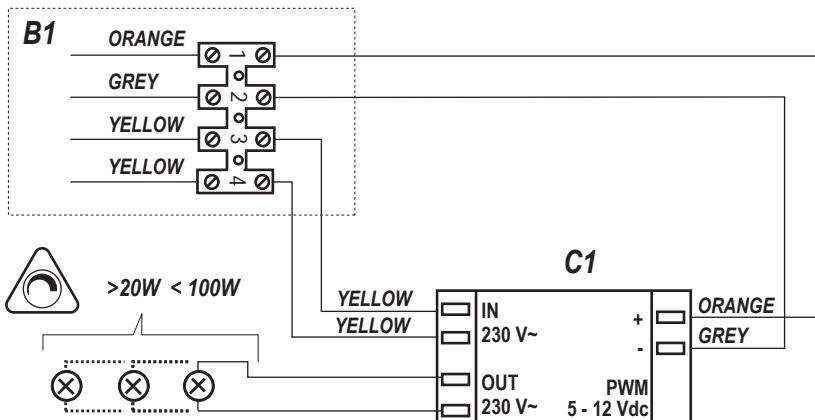 B1
ORANGE
GREY
YELLOW
YELLOW
1
2
3
4
>20W < 100W
C1
YELLOW
YELLOW
IN
230 V~
OUT
230 V~
+
-
PWM
5 - 12 Vdc
ORANGE
GREY